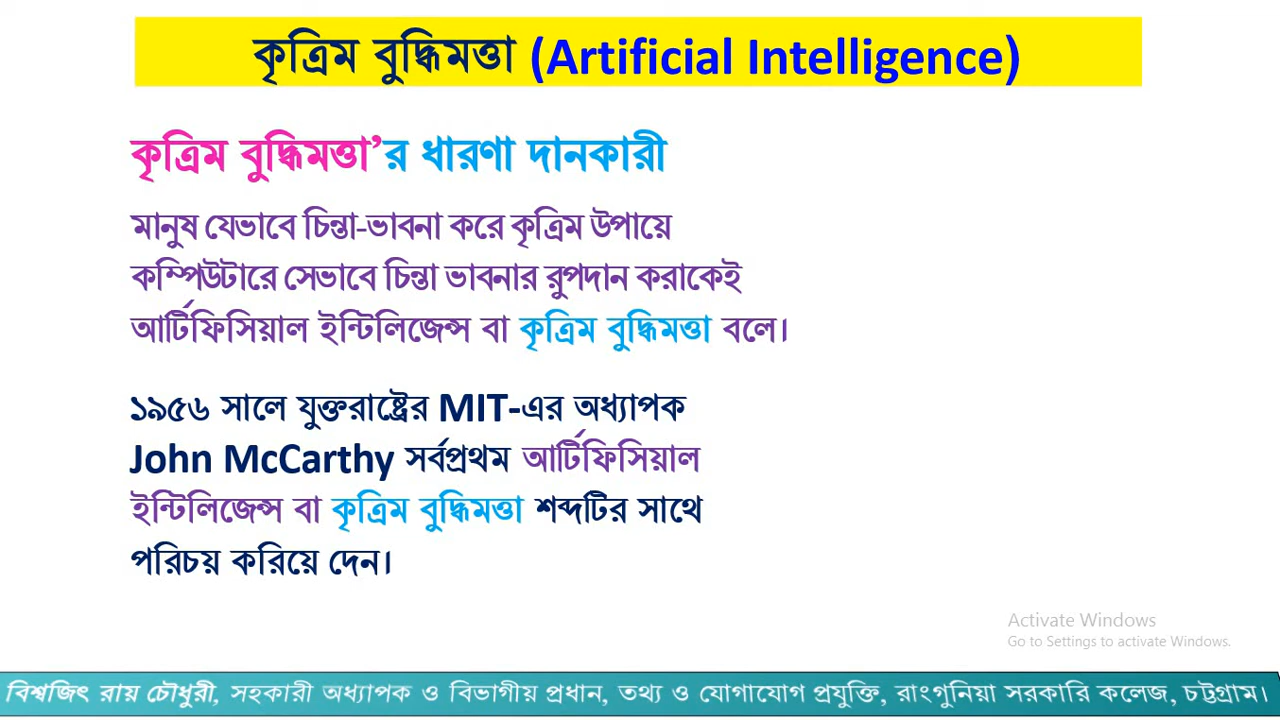 কৃত্রিম বুদ্ধিমত্তা (Artificial Intelligence)
কৃত্রিম বুদ্ধিমত্তা’র ধারণা দানকারী
মানুষ যেভাবে চিন্তা-ভাবনা করে কৃত্রিম উপায়ে
কম্পিউটারে সেভাবে চিন্তা ভাবনার রুপদান করাকেই
আর্টিফিসিয়াল ইন্টিলিজেন্স বা কৃত্রিম বুদ্ধিমত্তা বলে।
১৯৫৬ সালে যুক্তরাষ্ট্রের MIT-এর অধ্যাপক
John McCarthy সর্বপ্রথম আর্টিফিসিয়াল
ইন্টিলিজেন্স বা কৃত্রিম বুদ্ধিমত্তা শব্দটির সাথে
পরিচয় করিয়ে দেন।
Activate Windows
Go to Settings to activate Windows.
বিশ্বজিৎ রায় চৌধুরী, সহকারী অধ্যাপক ও বিভাগীয় প্রধান, তথ্য ও যোগাযোগ প্রযুক্তি, রাংগুনিয়া সরকারি কলেজ, চট্টগ্রাম।